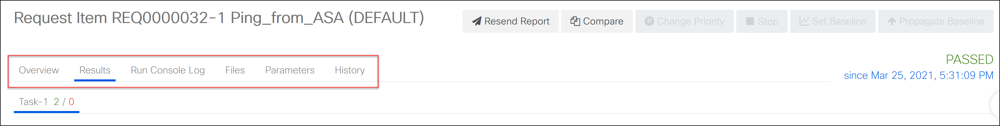 Request Item REQ0000032-1 Ping_from_ASA (DEFAULT)
Resend Report
Compare
Change Priority
Stop
Set Baseline
Propagate Baseline
Overview
Results
Run Console Log
Files
Parameters
History
PASSED
since Mar 25, 2021, 5:31:09 PM
Task-1 2 / 0